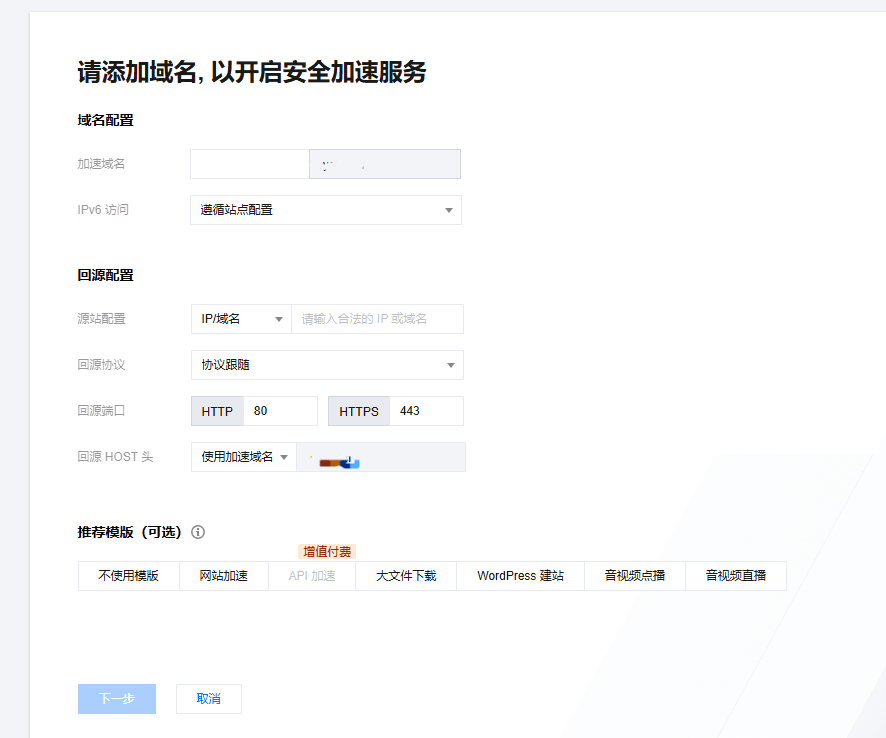 请添加域名, 以开启安全加速服务
域名配置
加速域名
IPv6 访问 遵循站点配置
回源配置
源站配置 IP/域名 请输入合法的 IP 或域名
回源协议 协议跟随
回源端口 HTTP 80 HTTPS 443
回源 HOST 头 使用加速域名
推荐模版（可选）
增值付费
不使用模版 网站加速 API 加速 大文件下载 WordPress 建站 音视频点播 音视频直播
下一步 取消